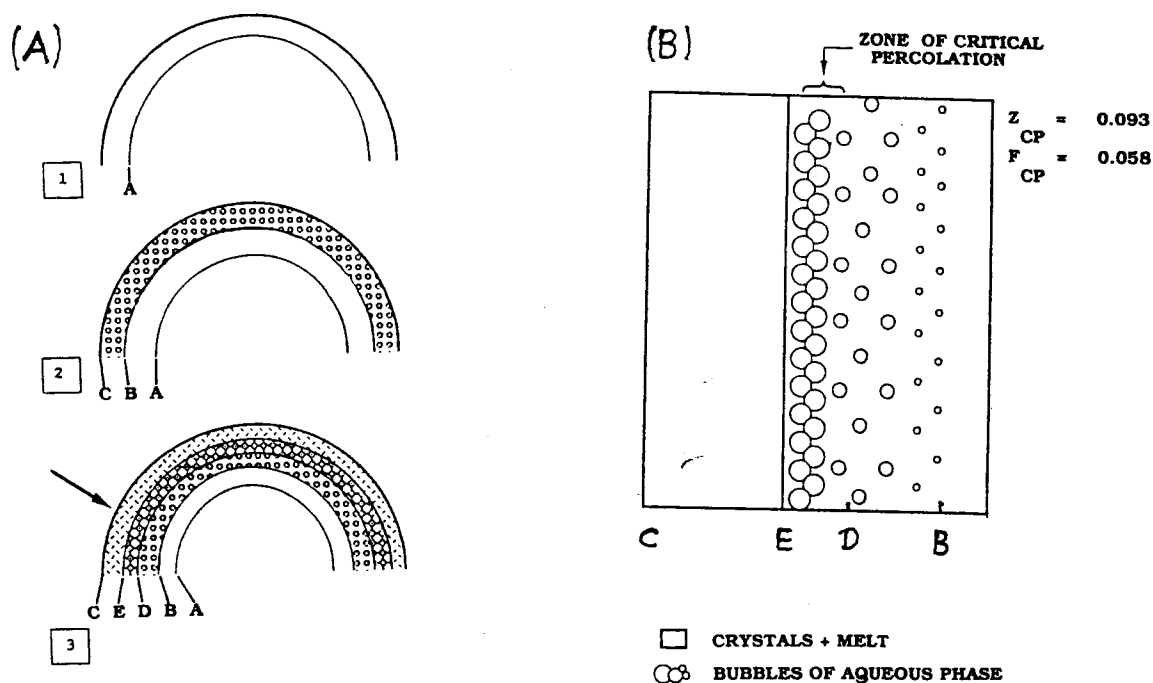 (A)
1
A
2
C B A
C E D B A
3
(B)
ZONE OF CRITICAL
PERCOLATION
Z CP = 0.093
F CP = 0.058
C E D B
CRYSTALS + MELT
BUBBLES OF AQUEOUS PHASE